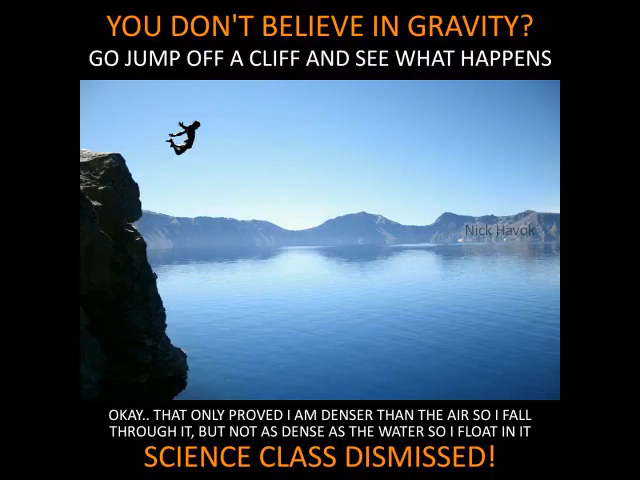 YOU DON'T BELIEVE IN GRAVITY?
GO JUMP OFF A CLIFF AND SEE WHAT HAPPENS
Nick Havok
OKAY.. THAT ONLY PROVED I AM DENSER THAN THE AIR SO I FALL
THROUGH IT, BUT NOT AS DENSE AS THE WATER SO I FLOAT IN IT
SCIENCE CLASS DISMISSED!